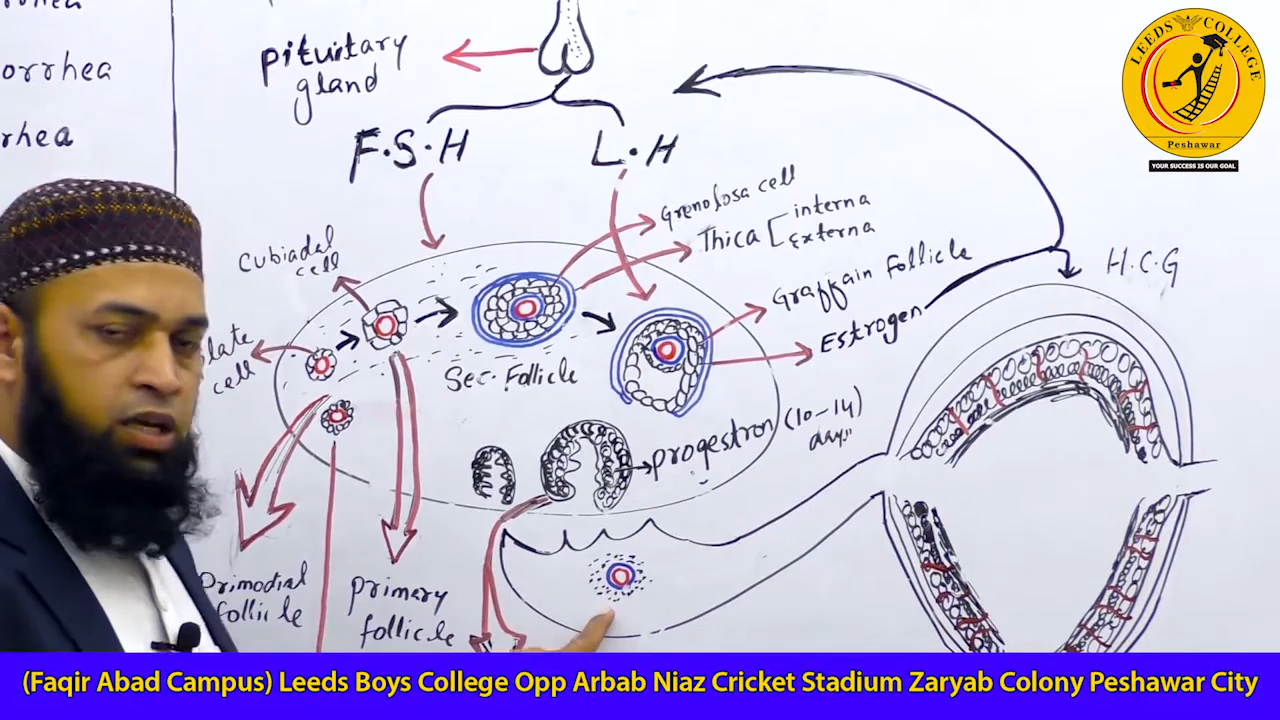 orrhea
rhea
pituitary
gland
F.S.H
L.H
Grenolosa cell
Thica [ interna
externa
Cubiadal
cell
Graffain follicle
Estrogen
H.C.G
late
cell
Sec. follicle
progestron (10-14)
days
Primodial
follicle
primary
follicle
LEEDS COLLEGE
Peshawar
YOUR SUCCESS IS OUR GOAL
(Faqir Abad Campus) Leeds Boys College Opp Arbab Niaz Cricket Stadium Zaryab Colony Peshawar City